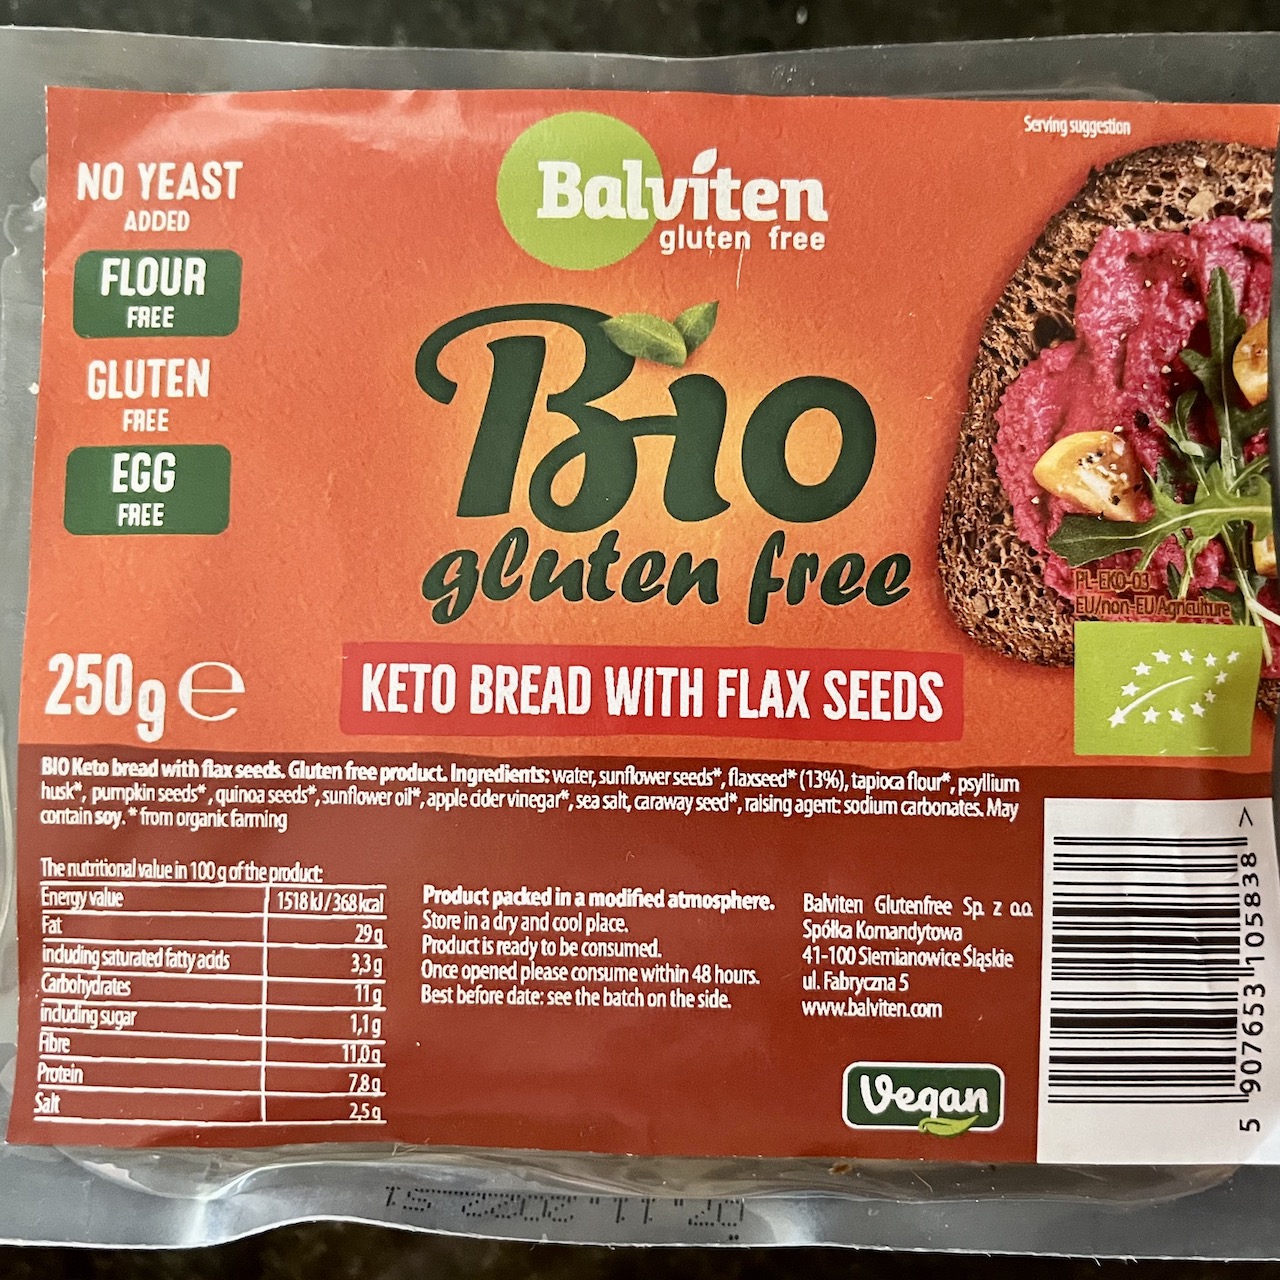 Serving suggestion
NO YEAST
ADDED
FLOUR
FREE
GLUTEN
FREE
EGG
FREE
Balviten
gluten free
Bio
gluten free
PL-EKO-03
EU/non-EU Agriculture
250g e
KETO BREAD WITH FLAX SEEDS
BIO Keto bread with flax seeds. Gluten free product. Ingredients: water, sunflower seeds*, flaxseed* (13%), tapioca flour*, psyllium
husk*, pumpkin seeds*, quinoa seeds*, sunflower oil*, apple cider vinegar*, sea salt, caraway seed*, raising agent: sodium carbonates. May
contain soy. * from organic farming
The nutritional value in 100 g of the product:
Energy value 1518 kJ / 368 kcal
Fat 29 g
including saturated fatty acids 3,3 g
Carbohydrates 11 g
including sugar 1,1 g
Fibre 11,0 g
Protein 7,8 g
Salt 2,5 g
Product packed in a modified atmosphere.
Store in a dry and cool place.
Product is ready to be consumed.
Once opened please consume within 48 hours.
Best before date: see the batch on the side.
Balviten Glutenfree Sp. z o.o.
Spółka Komandytowa
41-100 Siemianowice Śląskie
ul. Fabryczna 5
www.balviten.com
Vegan
5 907653 105838 >